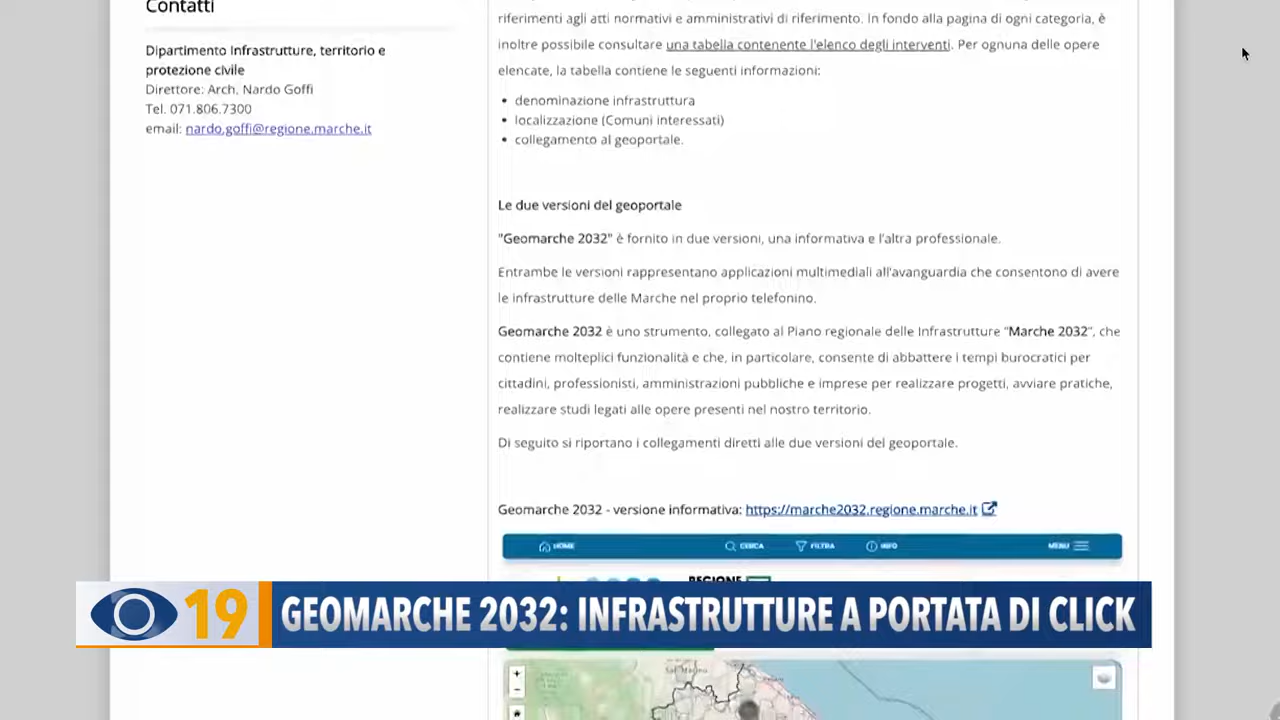 Contatti
Dipartimento Infrastrutture, territorio e
protezione civile
Direttore: Arch. Nardo Goffi
Tel. 071.806.7300
email: nardo.goffi@regione.marche.it
riferimenti agli atti normativi e amministrativi di riferimento. In fondo alla pagina di ogni categoria, è
inoltre possibile consultare una tabella contenente l'elenco degli interventi. Per ognuna delle opere
elencate, la tabella contiene le seguenti informazioni:
• denominazione infrastruttura
• localizzazione (Comuni interessati)
• collegamento al geoportale.
Le due versioni del geoportale
"Geomarche 2032" è fornito in due versioni, una informativa e l'altra professionale.
Entrambe le versioni rappresentano applicazioni multimediali all'avanguardia che consentono di avere
le infrastrutture delle Marche nel proprio telefonino.
Geomarche 2032 è uno strumento, collegato al Piano regionale delle Infrastrutture "Marche 2032", che
contiene molteplici funzionalità e che, in particolare, consente di abbattere i tempi burocratici per
cittadini, professionisti, amministrazioni pubbliche e imprese per realizzare progetti, avviare pratiche,
realizzare studi legati alle opere presenti nel nostro territorio.
Di seguito si riportano i collegamenti diretti alle due versioni del geoportale.
Geomarche 2032 - versione informativa: https://marche2032.regione.marche.it
HOME CERCA FILTRA INFO MENU
REGIONE
19 GEOMARCHE 2032: INFRASTRUTTURE A PORTATA DI CLICK
+
San Marino
−